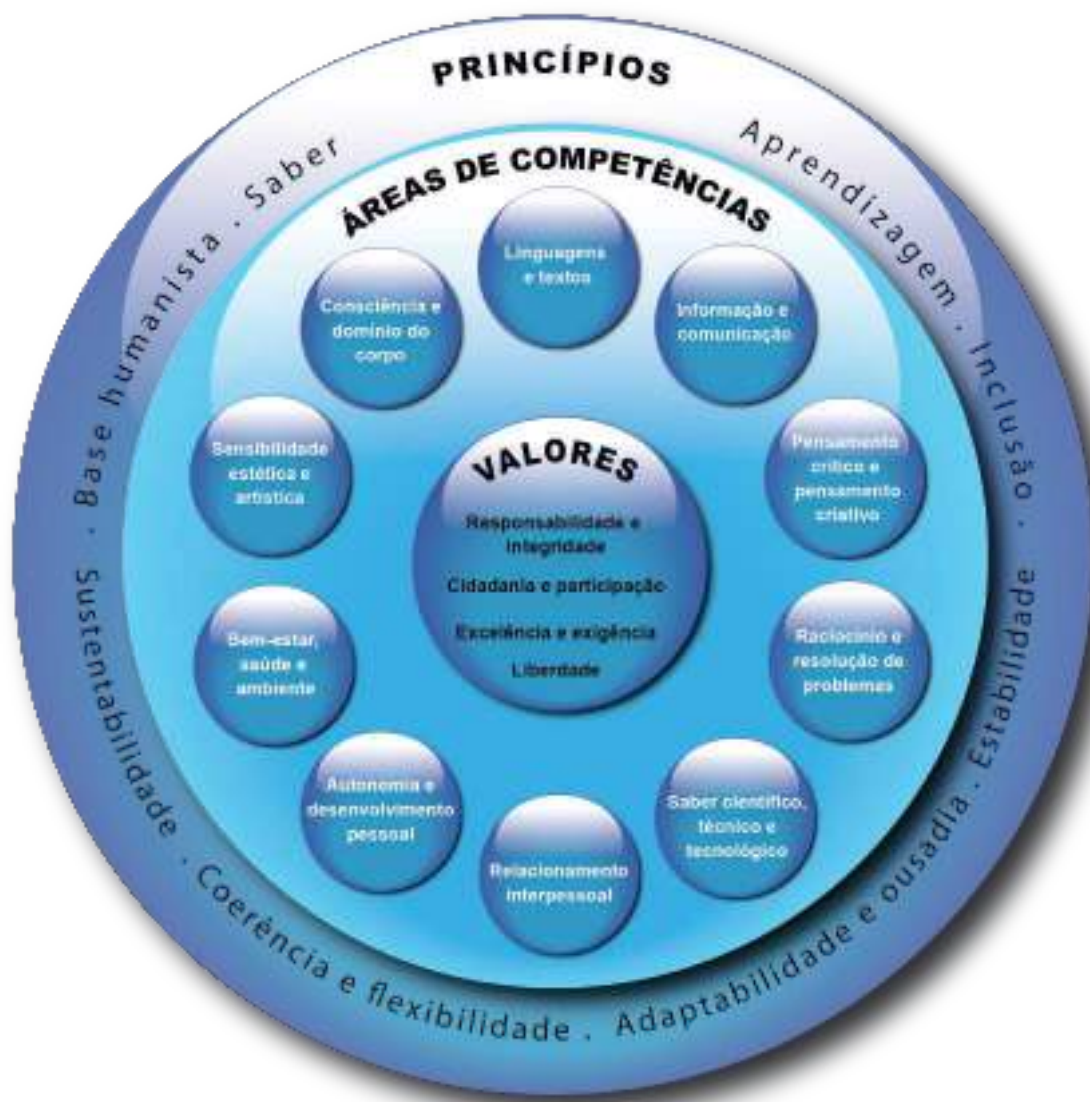 PRINCÍPIOS
Aprendizagem . Inclusão .
Estabilidade
Adaptabilidade e ousadia .
Coerência e flexibilidade .
Sustentabilidade .
. Base humanista . Saber
ÁREAS DE COMPETÊNCIAS
Linguagens
e textos
Informação e
comunicação
Pensamento
crítico e
pensamento
criativo
Raciocínio e
resolução de
problemas
Saber científico,
técnico e
tecnológico
Relacionamento
interpessoal
Autonomia e
desenvolvimento
pessoal
Bem-estar,
saúde e
ambiente
Sensibilidade
estética e
artística
Consciência e
domínio do
corpo
VALORES
Responsabilidade e
integridade
Cidadania e participação
Excelência e exigência
Liberdade